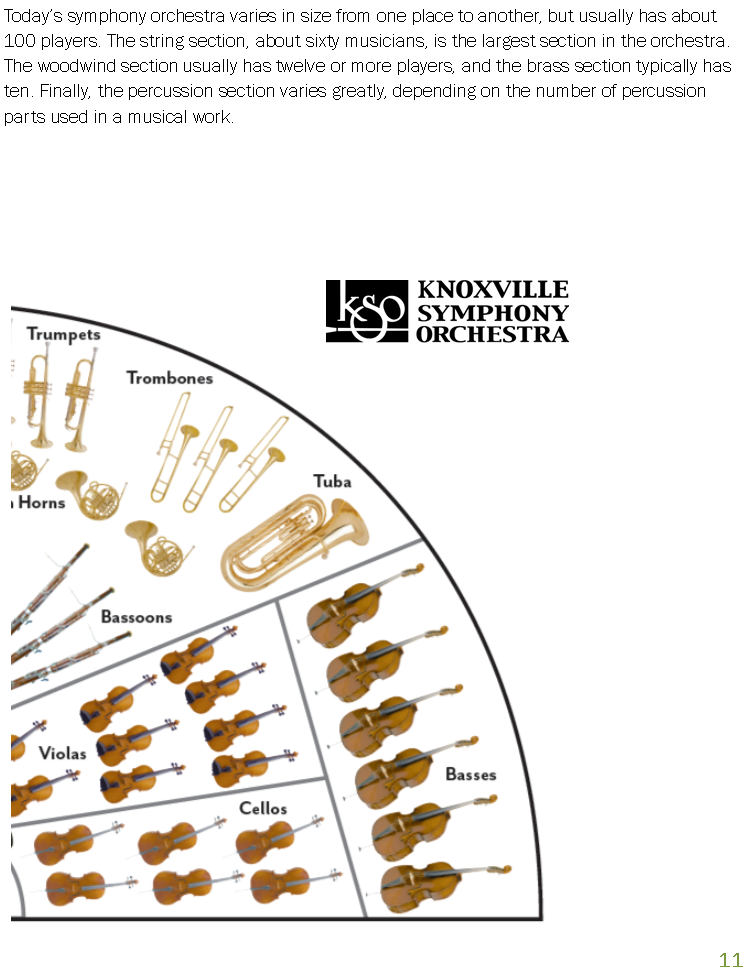 Today's symphony orchestra varies in size from one place to another, but usually has about
100 players. The string section, about sixty musicians, is the largest section in the orchestra.
The woodwind section usually has twelve or more players, and the brass section typically has
ten. Finally, the percussion section varies greatly, depending on the number of percussion
parts used in a musical work.
kso KNOXVILLE
SYMPHONY
ORCHESTRA
Trumpets
Trombones
Tuba
Horns
Bassoons
Violas
Basses
Cellos
11